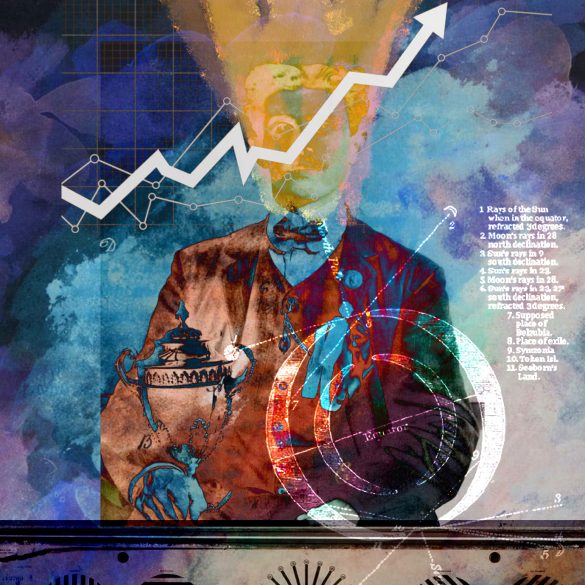 1 Rays of the Sun
when in the equator,
refracted 3 degrees.
2. Moon's rays in 28
north declination.
3. Sun's rays in 9
south declination.
4. Sun's rays in 23.
5. Moon's rays in 28.
6. Sun's rays in 23, 27'
south declination,
refracted 3 degrees.
7. Supposed
place of
Belzubia.
8. Place of exile.
9. Symzonia
10. Token isl.
11. Seaborn's
Land.
2
Equator
3